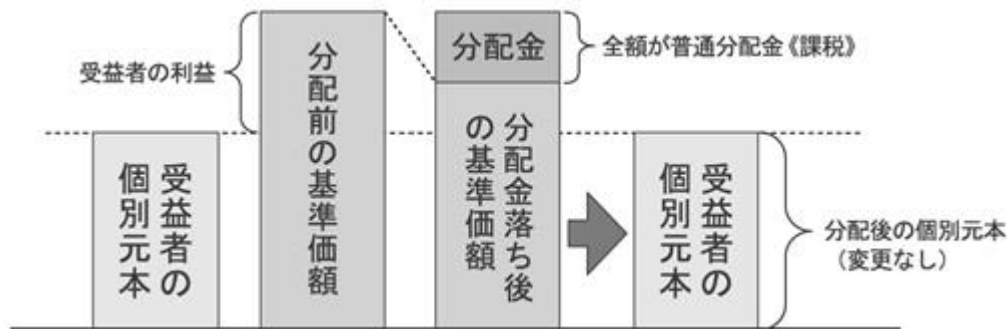 受益者の利益
受益者の
個別元本
分配前の基準価額
分配金
全額が普通分配金《課税》
分配金落ち後
の基準価額
受益者の
個別元本
分配後の個別元本
（変更なし）